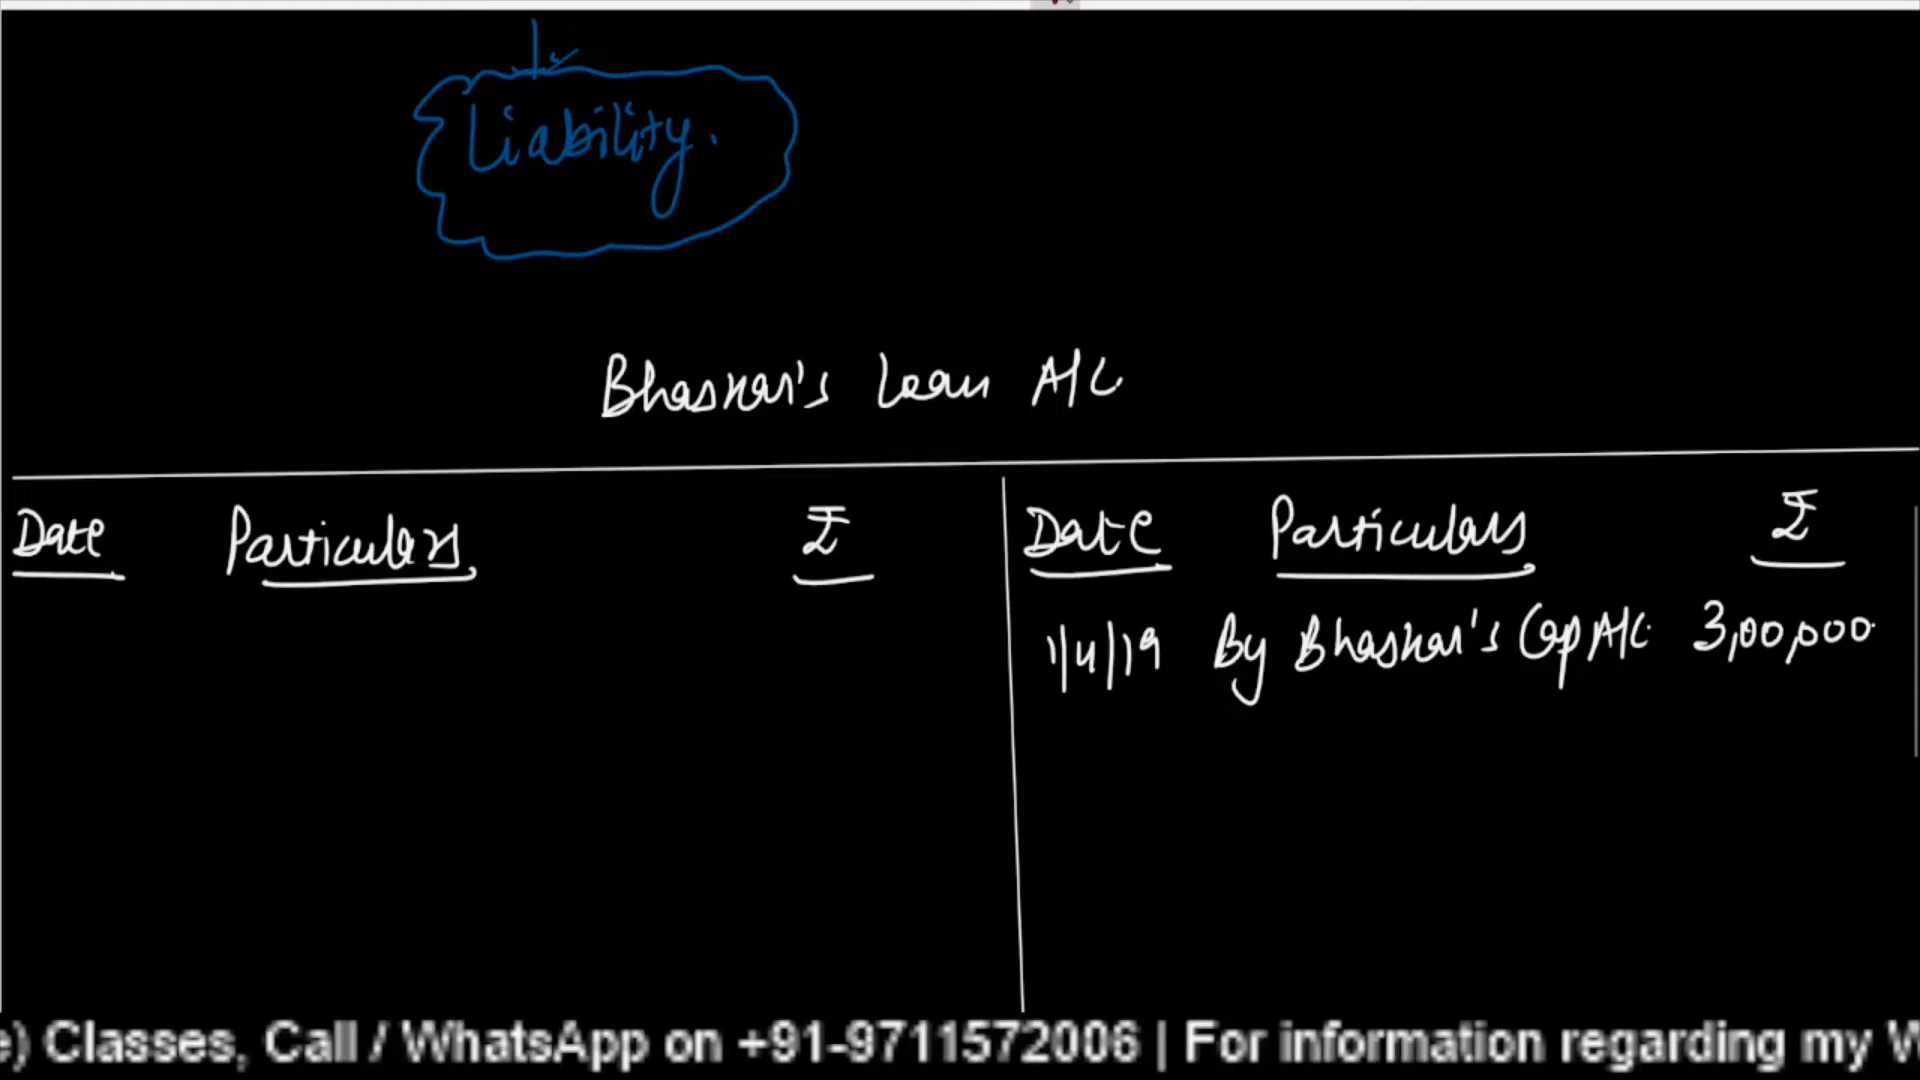 Liability.
Bhaskar's Loan A/C
Date Particulars ₹ Date Particulars ₹
1/4/19 By Bhaskar's Cap A/C. 3,00,000
e) Classes, Call / WhatsApp on +91-9711572006 | For information regarding my W